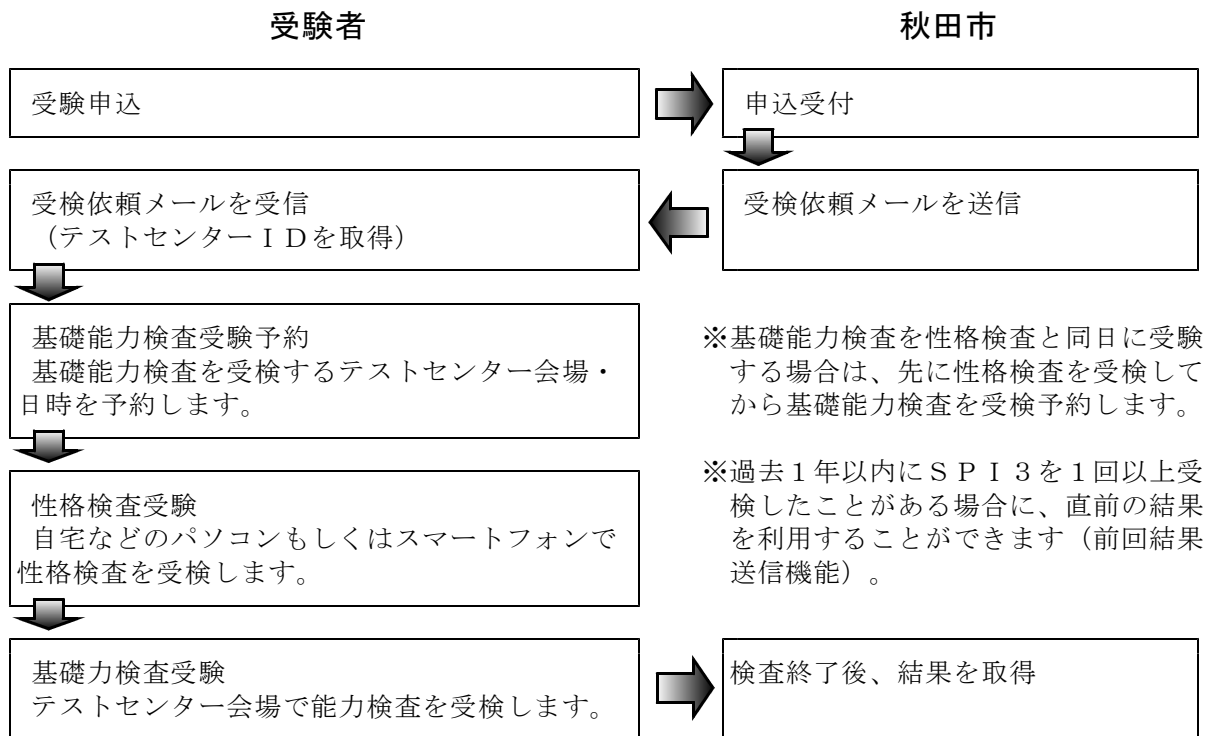 受験者
秋田市
受験申込
申込受付
受検依頼メールを受信
（テストセンターＩＤを取得）
受検依頼メールを送信
基礎能力検査受験予約
基礎能力検査を受検するテストセンター会場・
日時を予約します。
※基礎能力検査を性格検査と同日に受験
する場合は、先に性格検査を受検して
から基礎能力検査を受検予約します。
※過去１年以内にＳＰＩ３を１回以上受
検したことがある場合に、直前の結果
を利用することができます（前回結果
送信機能）。
性格検査受験
自宅などのパソコンもしくはスマートフォンで
性格検査を受検します。
基礎力検査受験
テストセンター会場で能力検査を受検します。
検査終了後、結果を取得